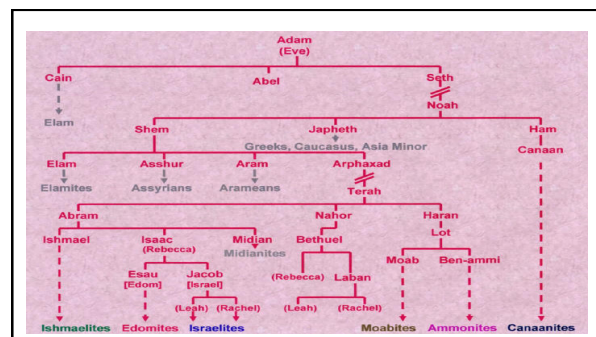 Adam
(Eve)
Cain Abel Seth
Noah
Elam
Shem Japheth Ham
Greeks, Caucasus, Asia Minor
Canaan
Elam Asshur Aram Arphaxad
Elamites Assyrians Arameans
Terah
Abram Nahor Haran
Ishmael Isaac Midian Bethuel Lot
(Rebecca)
Midianites
Moab Ben-ammi
Esau Jacob (Rebecca) Laban
[Edom] [Israel]
(Leah) (Rachel) (Leah) (Rachel)
Ishmaelites Edomites Israelites Moabites Ammonites Canaanites